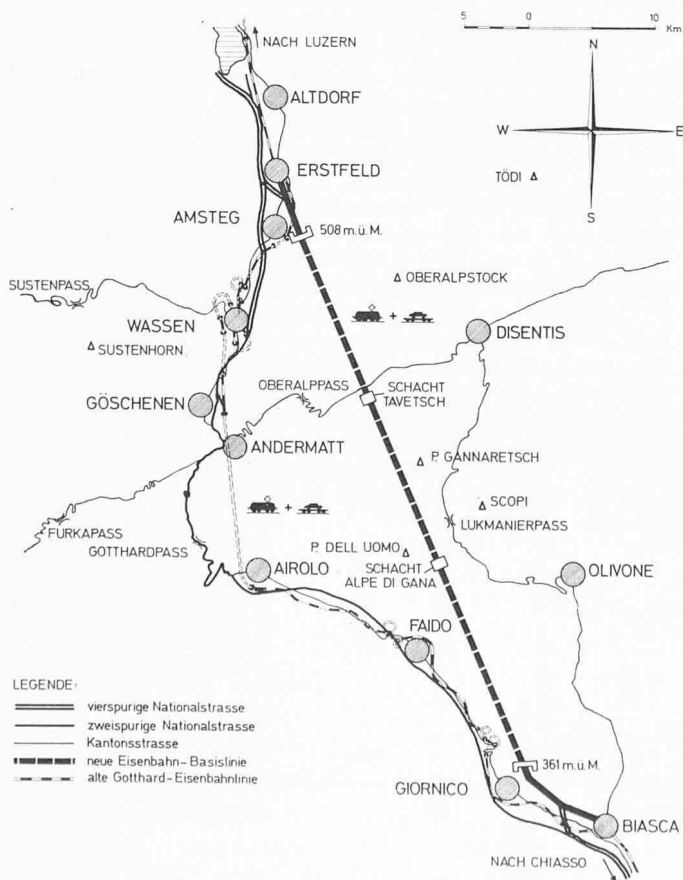 NACH LUZERN
5 0 10
Km
N
W E
S
ALTDORF
ERSTFELD
TÖDI
AMSTEG
508 m.ü.M.
OBERALPSTOCK
SUSTENPASS
+
WASSEN
DISENTIS
SUSTENHORN
OBERALPPASS
SCHACHT
TAVETSCH
GÖSCHENEN
ANDERMATT
P. GANNARETSCH
SCOPI
+
LUKMANIERPASS
FURKAPASS
GOTTHARDPASS
P. DELL UOMO
SCHACHT
ALPE DI GANA
AIROLO
OLIVONE
FAIDO
LEGENDE:
vierspurige Nationalstrasse
zweispurige Nationalstrasse
Kantonsstrasse
neue Eisenbahn-Basislinie
alte Gotthard-Eisenbahnlinie
361 m.ü.M.
GIORNICO
BIASCA
NACH CHIASSO